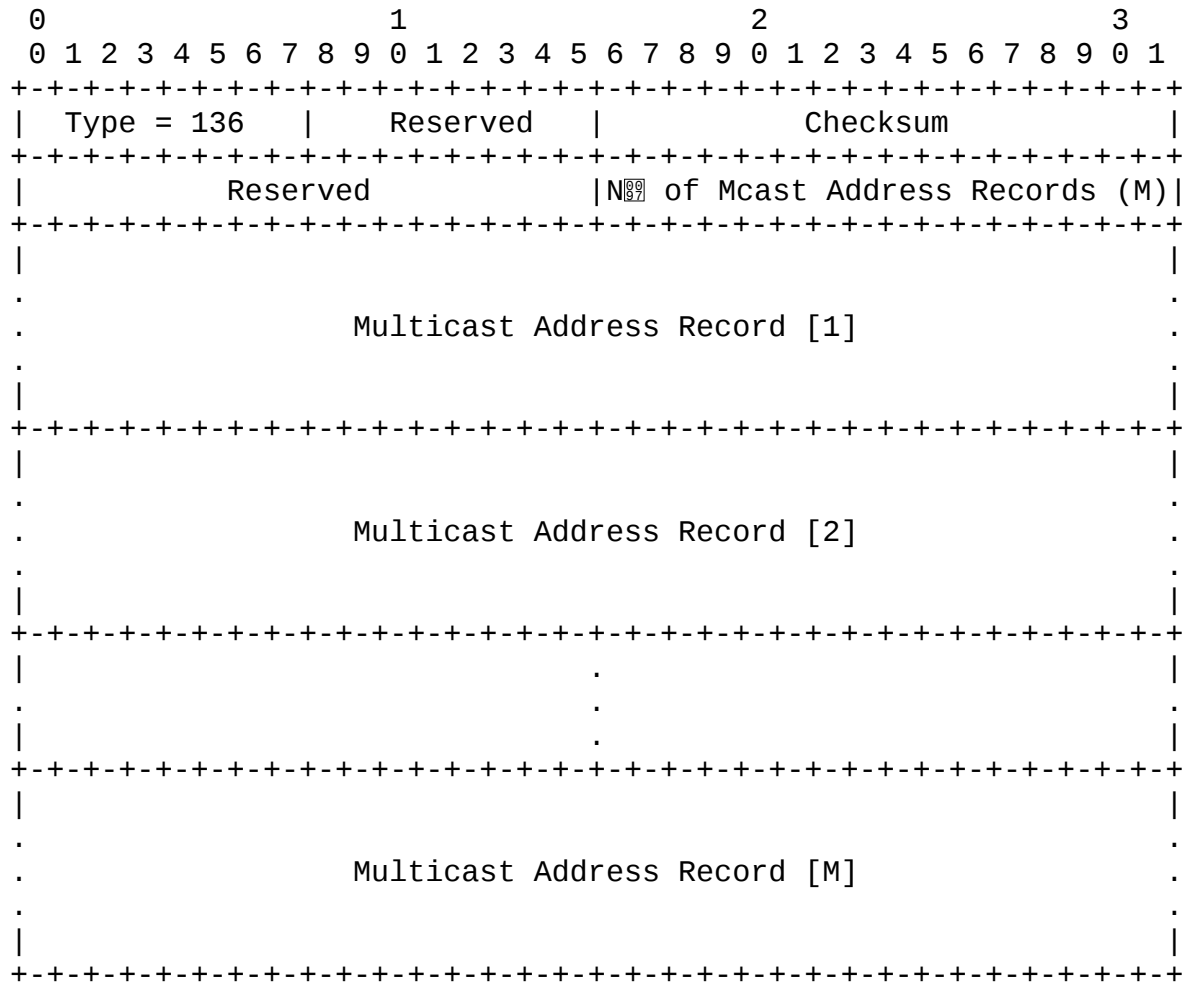 0                   1                   2                   3
 0 1 2 3 4 5 6 7 8 9 0 1 2 3 4 5 6 7 8 9 0 1 2 3 4 5 6 7 8 9 0 1
+-+-+-+-+-+-+-+-+-+-+-+-+-+-+-+-+-+-+-+-+-+-+-+-+-+-+-+-+-+-+-+-+
|  Type = 136   |    Reserved   |           Checksum            |
+-+-+-+-+-+-+-+-+-+-+-+-+-+-+-+-+-+-+-+-+-+-+-+-+-+-+-+-+-+-+-+-+
|           Reserved            |N of Mcast Address Records (M)|
+-+-+-+-+-+-+-+-+-+-+-+-+-+-+-+-+-+-+-+-+-+-+-+-+-+-+-+-+-+-+-+-+
|                                                               |
.                                                               .
.                  Multicast Address Record [1]                 .
.                                                               .
|                                                               |
+-+-+-+-+-+-+-+-+-+-+-+-+-+-+-+-+-+-+-+-+-+-+-+-+-+-+-+-+-+-+-+-+
|                                                               |
.                                                               .
.                  Multicast Address Record [2]                 .
.                                                               .
|                                                               |
+-+-+-+-+-+-+-+-+-+-+-+-+-+-+-+-+-+-+-+-+-+-+-+-+-+-+-+-+-+-+-+-+
|                               .                               |
.                               .                               .
|                               .                               |
+-+-+-+-+-+-+-+-+-+-+-+-+-+-+-+-+-+-+-+-+-+-+-+-+-+-+-+-+-+-+-+-+
|                                                               |
.                                                               .
.                  Multicast Address Record [M]                 .
.                                                               .
|                                                               |
+-+-+-+-+-+-+-+-+-+-+-+-+-+-+-+-+-+-+-+-+-+-+-+-+-+-+-+-+-+-+-+-+